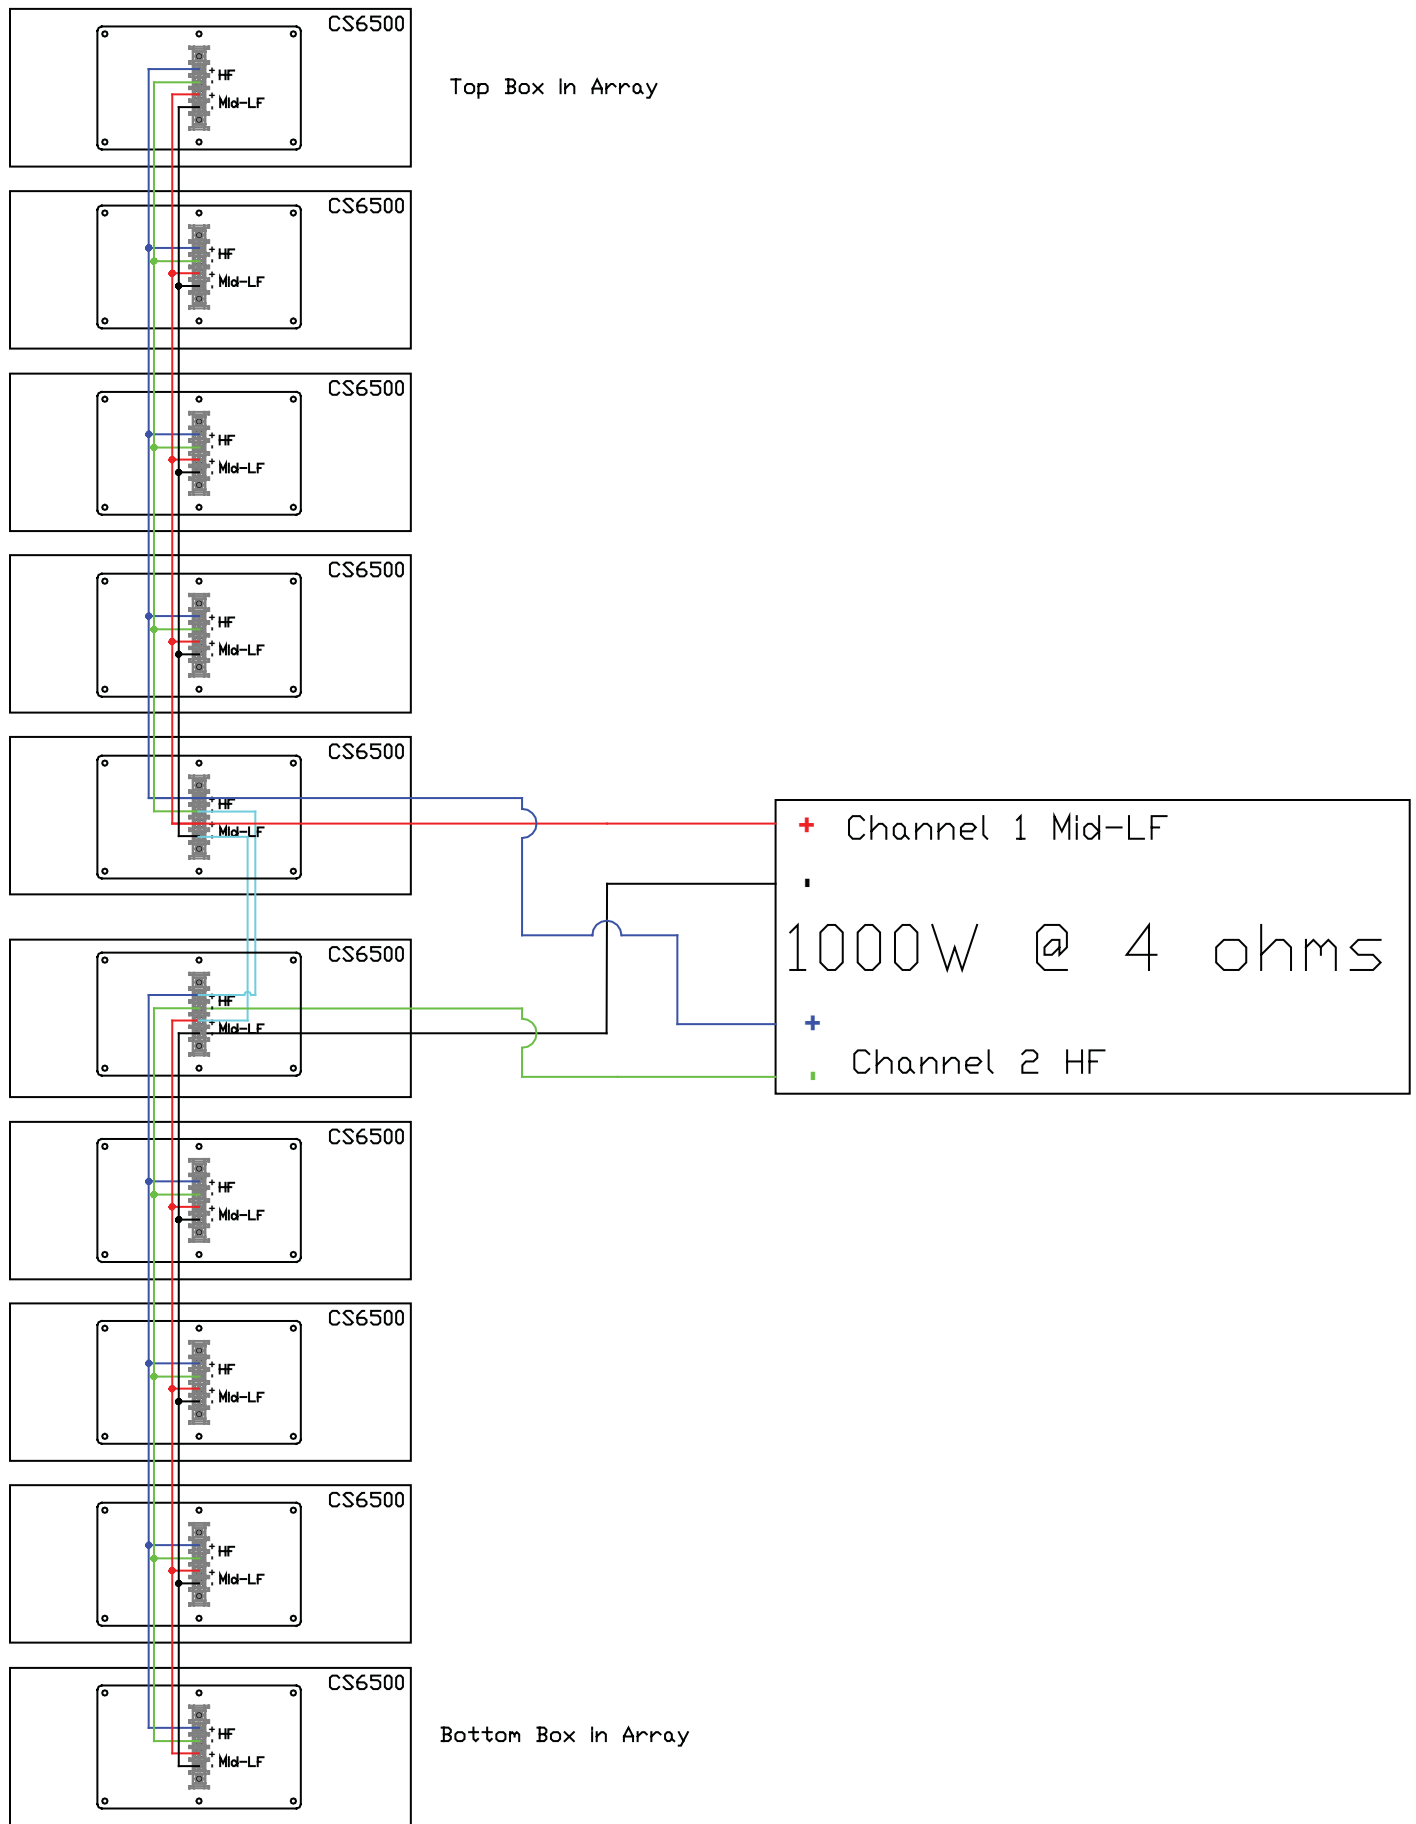 CS6500
+ HF
-
+ Mid-LF
-
Top Box In Array
CS6500
+ HF
-
+ Mid-LF
-
CS6500
+ HF
-
+ Mid-LF
-
CS6500
+ HF
-
+ Mid-LF
-
CS6500
+ HF
-
+ Mid-LF
-
+ Channel 1 Mid-LF
-
1000W @ 4 ohms
+
- Channel 2 HF
CS6500
+ HF
-
+ Mid-LF
-
CS6500
+ HF
-
+ Mid-LF
-
CS6500
+ HF
-
+ Mid-LF
-
CS6500
+ HF
-
+ Mid-LF
-
CS6500
+ HF
-
+ Mid-LF
-
Bottom Box In Array